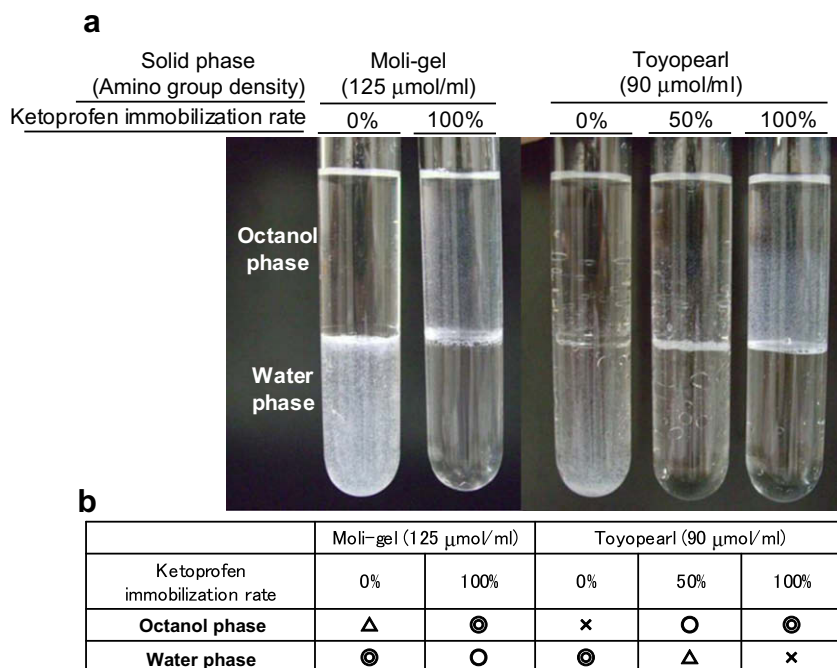 a
Solid phase
(Amino group density)
Moli-gel
(125 μmol/ml)
Toyopearl
(90 μmol/ml)
Ketoprofen immobilization rate
0%
100%
0%
50%
100%
Octanol
phase
Water
phase
b
Moli-gel (125 μmol/ml)
Toyopearl (90 μmol/ml)
Ketoprofen
immobilization rate
0%
100%
0%
50%
100%
Octanol phase
△
◎
×
○
◎
Water phase
◎
○
◎
△
×